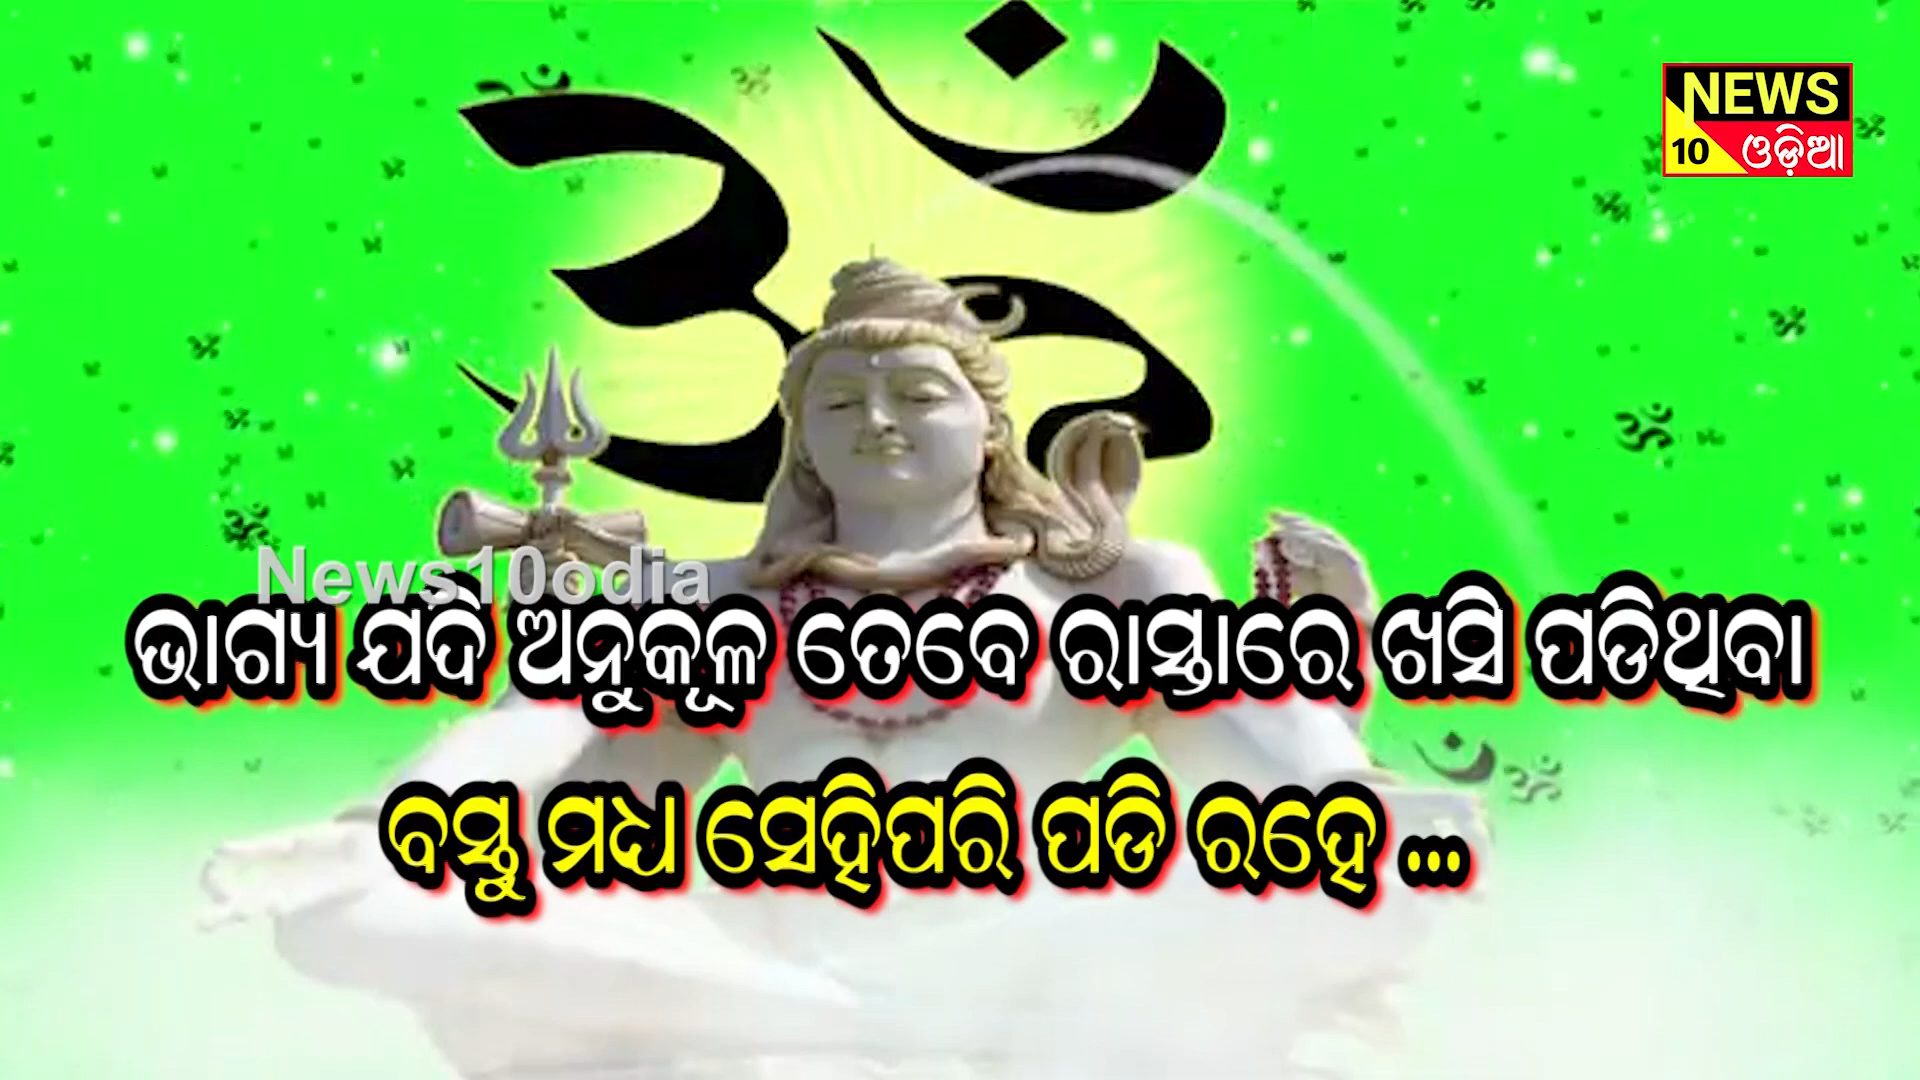 NEWS
10 ଓଡ଼ିଆ
News10odia
ଭାଗ୍ୟ ଯଦି ଅନୁକୂଳ ତେବେ ରାସ୍ତାରେ ଖସି ପଡିଥିବା
ବସ୍ଥୁ ମଧ୍ୟ ସେହିପରି ପଡି ରହେ ...